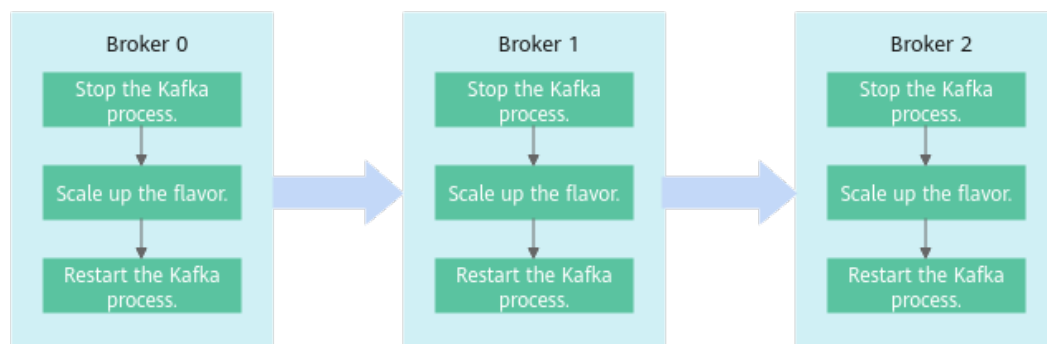 Broker 0
Stop the Kafka
process.
Scale up the flavor.
Restart the Kafka
process.
Broker 1
Stop the Kafka
process.
Scale up the flavor.
Restart the Kafka
process.
Broker 2
Stop the Kafka
process.
Scale up the flavor.
Restart the Kafka
process.